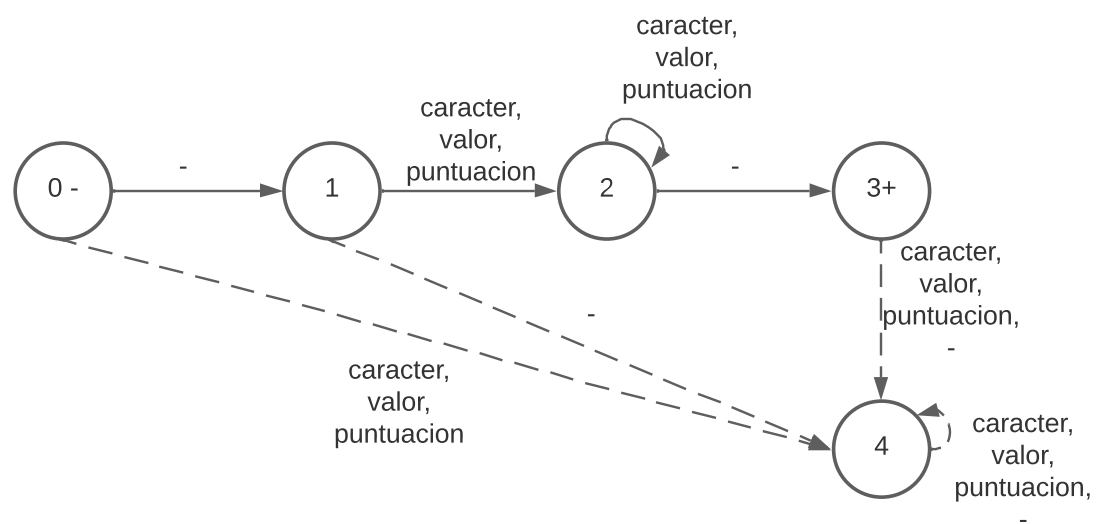 caracter,
valor,
puntuacion
caracter,
valor,
puntuacion
-
-
0 -
1
2
3+
caracter,
valor,
puntuacion,
-
-
caracter,
valor,
puntuacion
4
caracter,
valor,
puntuacion,
-